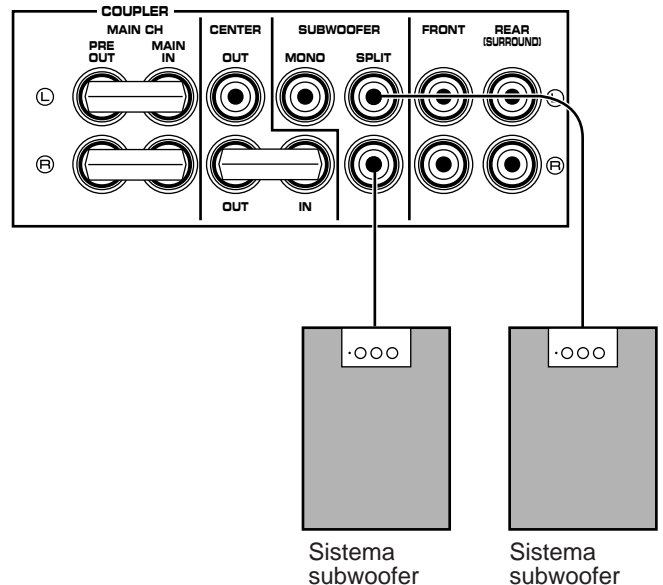 COUPLER
MAIN CH CENTER SUBWOOFER FRONT REAR
(SURROUND)
PRE OUT MAIN IN OUT MONO SPLIT
L L
R R
OUT IN
Sistema subwoofer
Sistema subwoofer